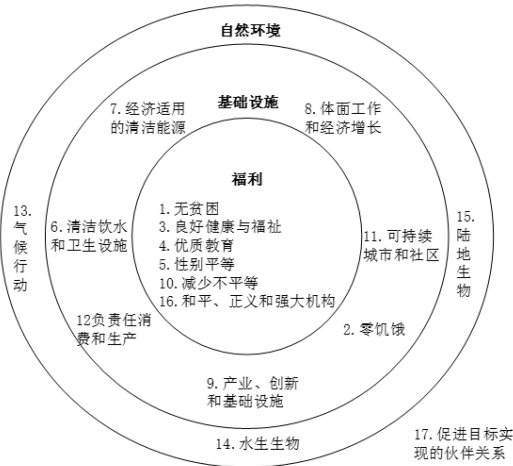 自然环境
基础设施
7.经济适用
的清洁能源
8.体面工作
和经济增长
福利
1.无贫困
3.良好健康与福祉
4.优质教育
5.性别平等
10.减少不平等
16.和平、正义和强大机构
13.
气
候
行
动
6.清洁饮水
和卫生设施
11.可持续
城市和社区
15.
陆
地
生
物
12负责任消
费和生产
2.零饥饿
9.产业、创新
和基础设施
14.水生生物
17.促进目标实
现的伙伴关系